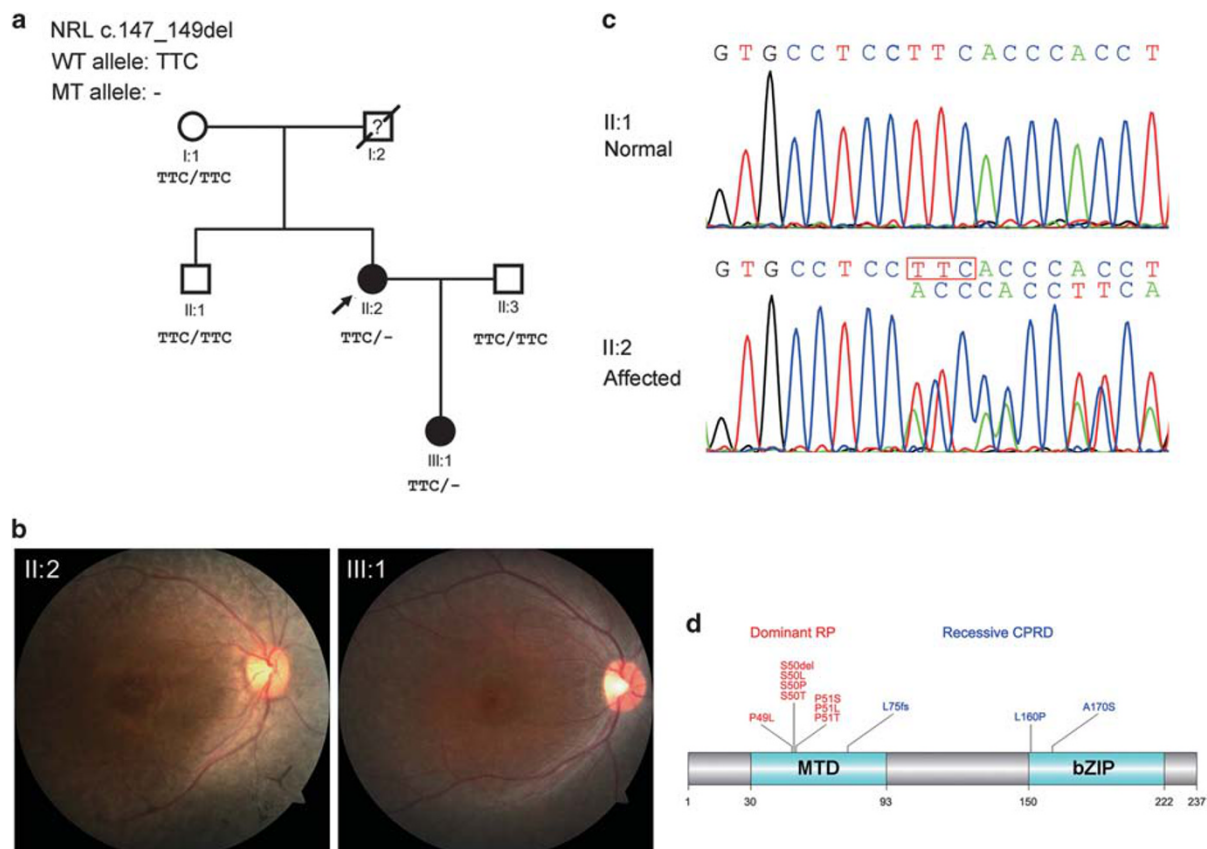 a
NRL c.147_149del
WT allele: TTC
MT allele: -
?
I:1
I:2
TTC/TTC
II:1
II:2
II:3
TTC/TTC
TTC/-
TTC/TTC
III:1
TTC/-
b
II:2
III:1
c
G T G C C T C C T T C A C C C A C C T
II:1
Normal
G T G C C T C C T T C A C C C A C C T
A C C C A C C T T C A
II:2
Affected
d
Dominant RP
Recessive CPRD
S50del
S50L
S50P
S50T
P51S
P51L
P51T
P49L
L75fs
L160P
A170S
MTD
bZIP
1
30
93
150
222
237